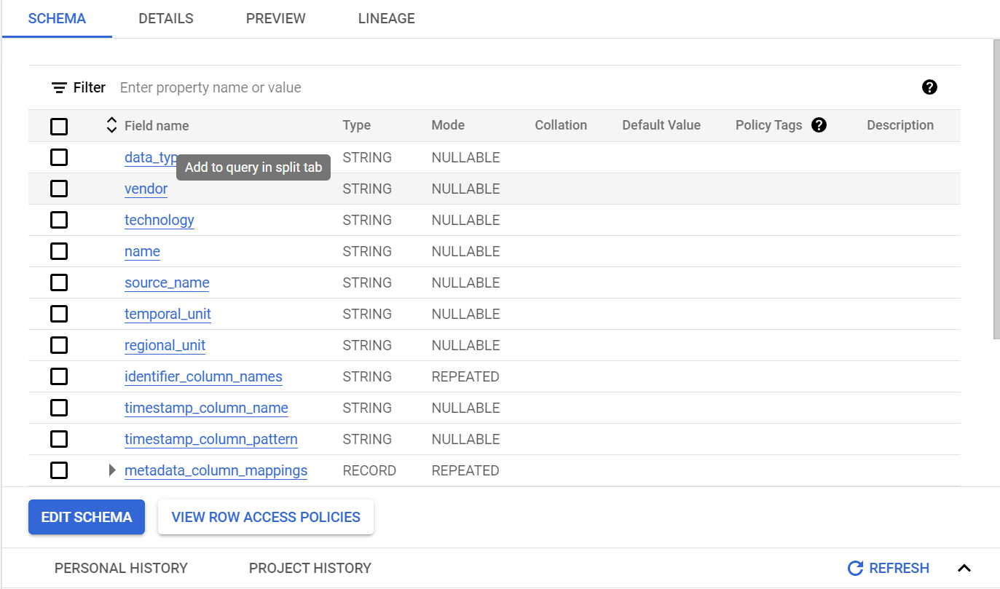 SCHEMA DETAILS PREVIEW LINEAGE
Filter Enter property name or value ?
Field name Type Mode Collation Default Value Policy Tags ? Description
data_typ STRING NULLABLE
Add to query in split tab
vendor STRING NULLABLE
technology STRING NULLABLE
name STRING NULLABLE
source_name STRING NULLABLE
temporal_unit STRING NULLABLE
regional_unit STRING NULLABLE
identifier_column_names STRING REPEATED
timestamp_column_name STRING NULLABLE
timestamp_column_pattern STRING NULLABLE
metadata_column_mappings RECORD REPEATED
EDIT SCHEMA VIEW ROW ACCESS POLICIES
PERSONAL HISTORY PROJECT HISTORY REFRESH